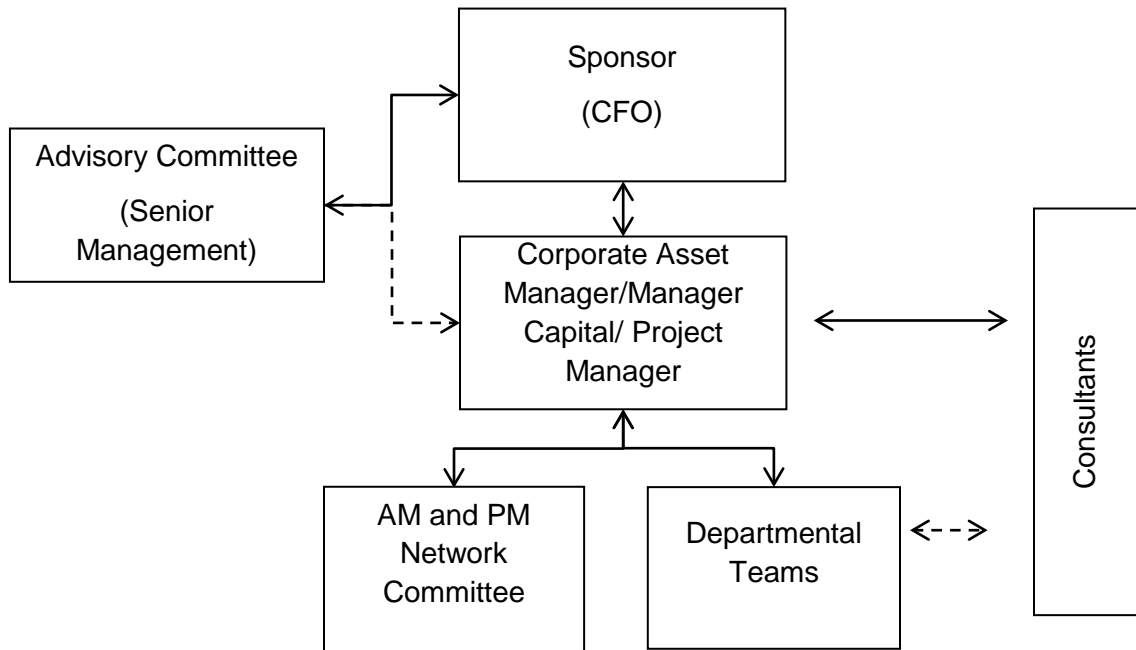 Sponsor
(CFO)
Advisory Committee
(Senior
Management)
Corporate Asset
Manager/Manager
Capital/ Project
Manager
Consultants
AM and PM
Network
Committee
Departmental
Teams